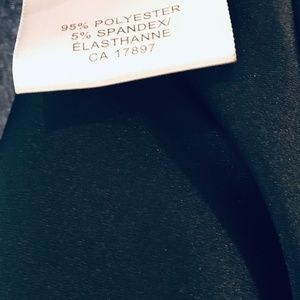 95% POLYESTER
5% SPANDEX/
ÉLASTHANNE
CA 17897